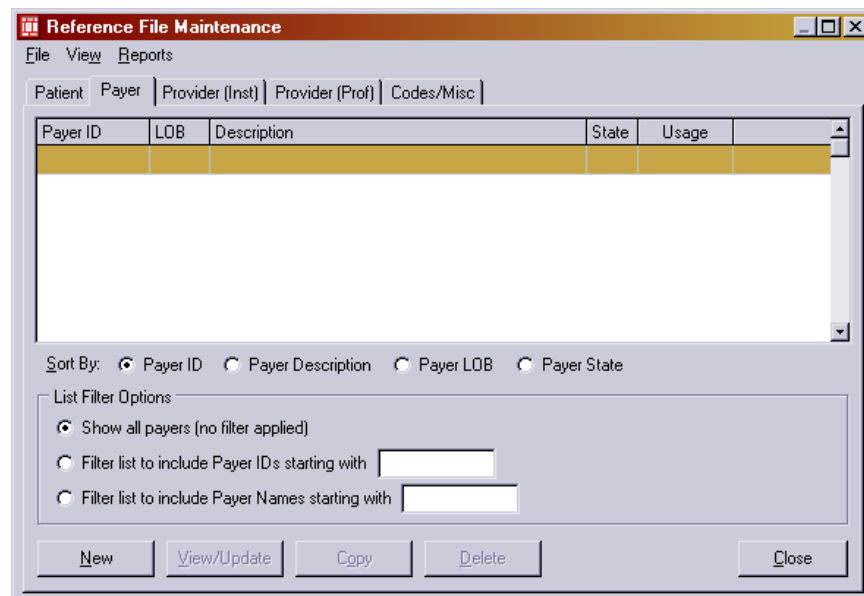 Reference File Maintenance
File View Reports
Patient Payer Provider (Inst) Provider (Prof) Codes/Misc
Payer ID LOB Description State Usage
Sort By: Payer ID Payer Description Payer LOB Payer State
List Filter Options
Show all payers (no filter applied)
Filter list to include Payer IDs starting with
Filter list to include Payer Names starting with
New View/Update Copy Delete Close